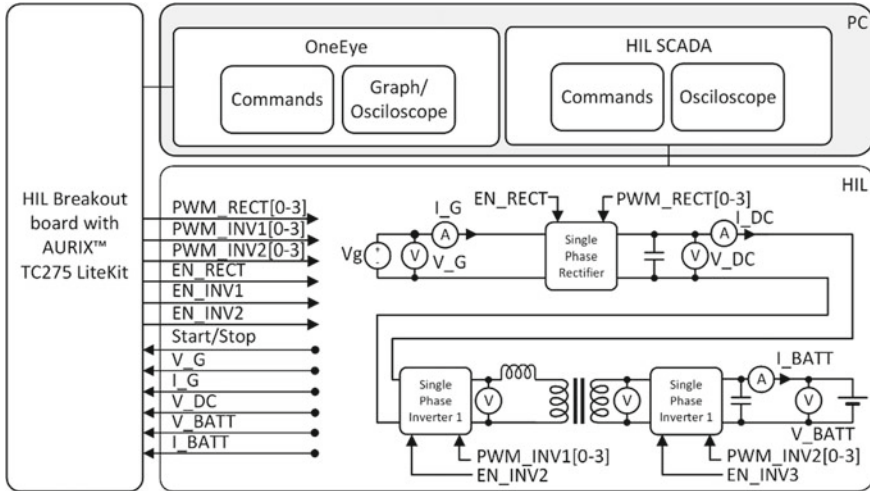 PC
OneEye
Commands
Graph/
Osciloscope
HIL SCADA
Commands
Osciloscope
HIL Breakout
board with
AURIX™
TC275 LiteKit
PWM_RECT[0-3]
PWM_INV1[0-3]
PWM_INV2[0-3]
EN_RECT
EN_INV1
EN_INV2
Start/Stop
V_G
I_G
V_DC
V_BATT
I_BATT
HIL
EN_RECT
PWM_RECT[0-3]
I_G
I_DC
A
A
Vg
+
-
V
V_G
Single
Phase
Rectifier
V
V_DC
I_BATT
Single
Phase
Inverter 1
V
V
Single
Phase
Inverter 1
A
V
V_BATT
PWM_INV1[0-3]
EN_INV2
PWM_INV2[0-3]
EN_INV3